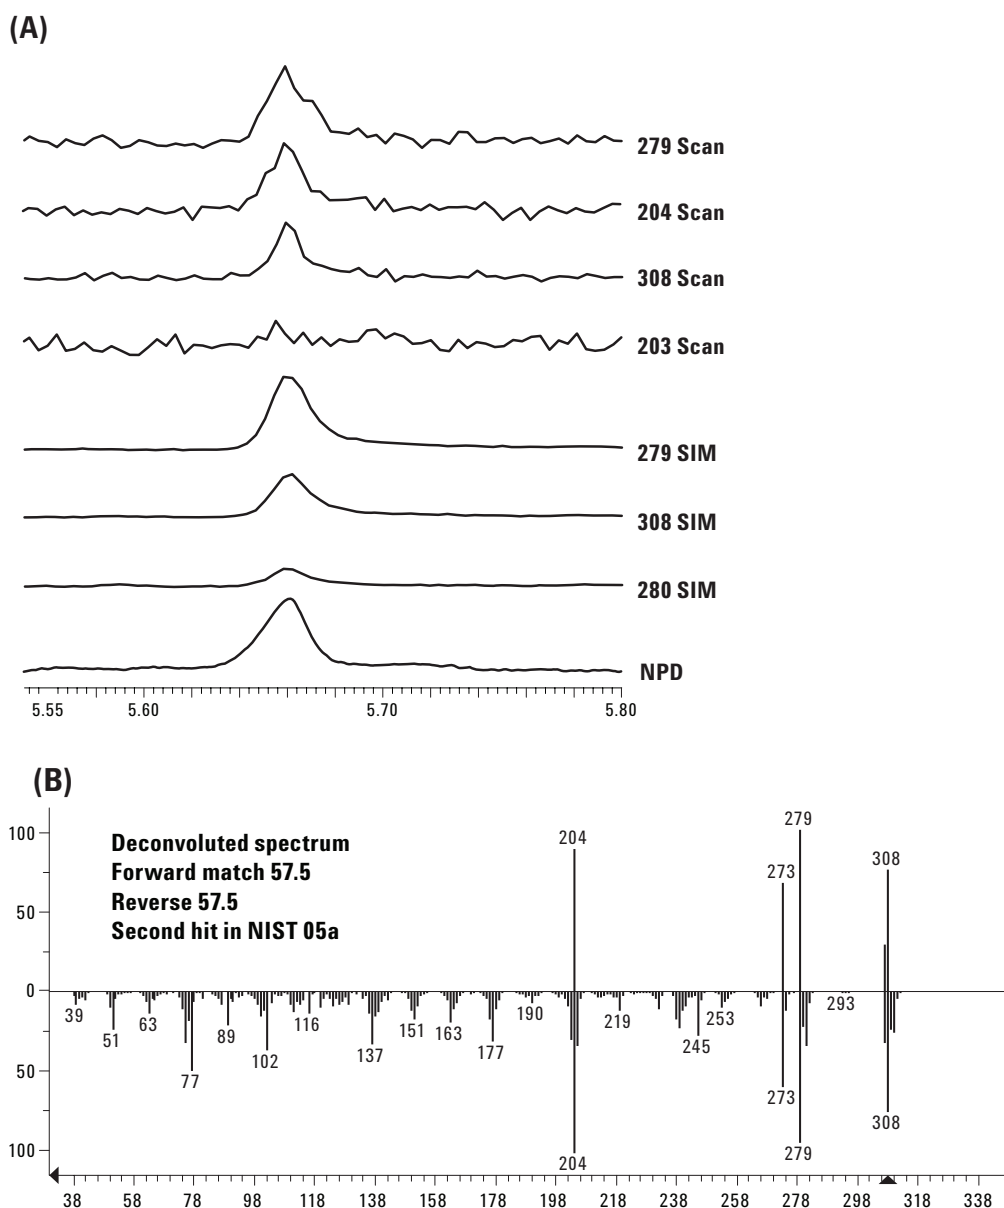 (A)
279 Scan
204 Scan
308 Scan
203 Scan
279 SIM
308 SIM
280 SIM
NPD
5.55 5.60 5.70 5.80
(B)
Deconvoluted spectrum
Forward match 57.5
Reverse 57.5
Second hit in NIST 05a
100
50
0
50
100
204 273 279 308
39 51 63 77 89 102 116 137 151 163 177 190 204 219 245 253 273 279 293 308
38 58 78 98 118 138 158 178 198 218 238 258 278 298 318 338